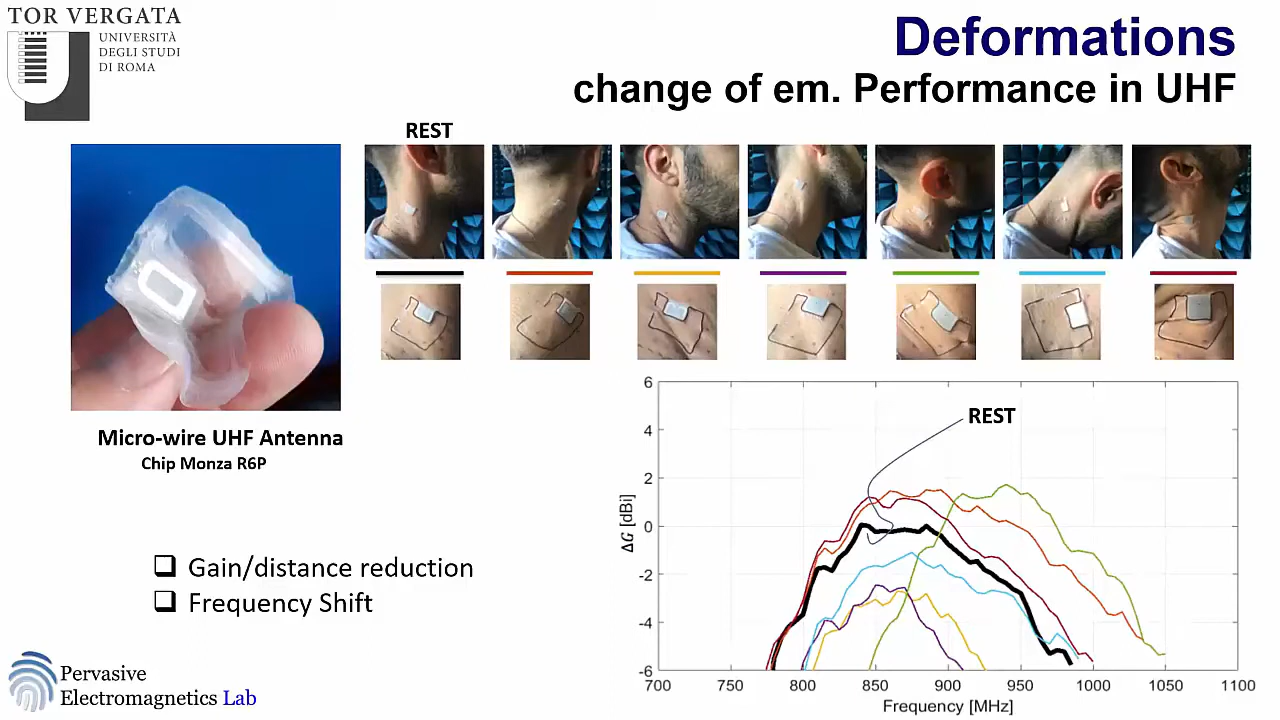 TOR VERGATA
UNIVERSITÀ
DEGLI STUDI
DI ROMA
Deformations
change of em. Performance in UHF
REST
Micro-wire UHF Antenna
Chip Monza R6P
❑ Gain/distance reduction
❑ Frequency Shift
REST
6
4
2
0
-2
-4
-6
ΔG [dBi]
700 750 800 850 900 950 1000 1050 1100
Frequency [MHz]
Pervasive
Electromagnetics Lab